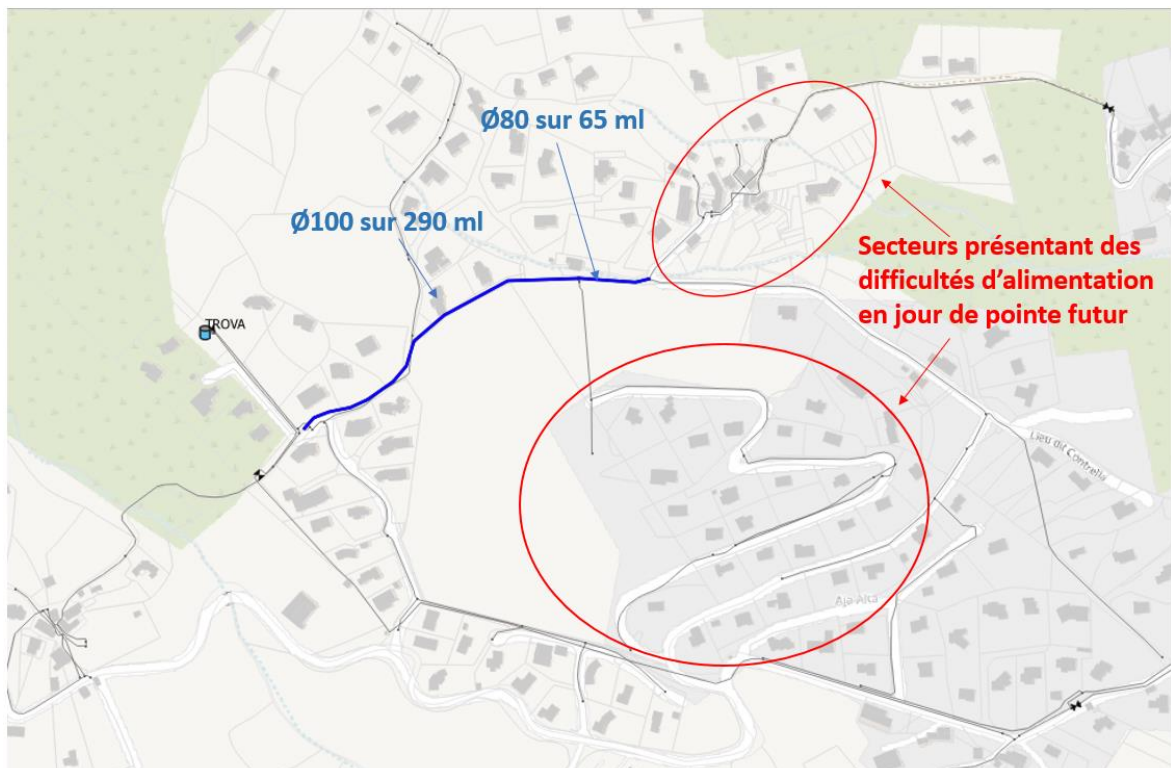 Ø80 sur 65 ml
Ø100 sur 290 ml
Secteurs présentant des
difficultés d’alimentation
en jour de pointe futur
TROVA
Lieu dit Contrella
Aja Alta